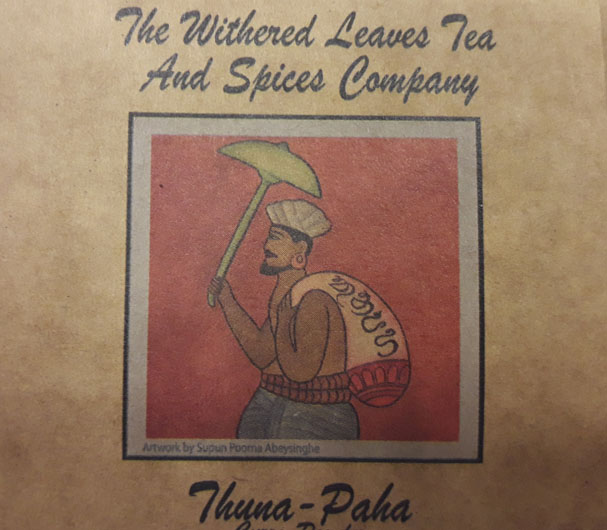 The Withered Leaves Tea
And Spices Company
Artwork by Supun Poorna Abeysinghe
Thuna-Paha